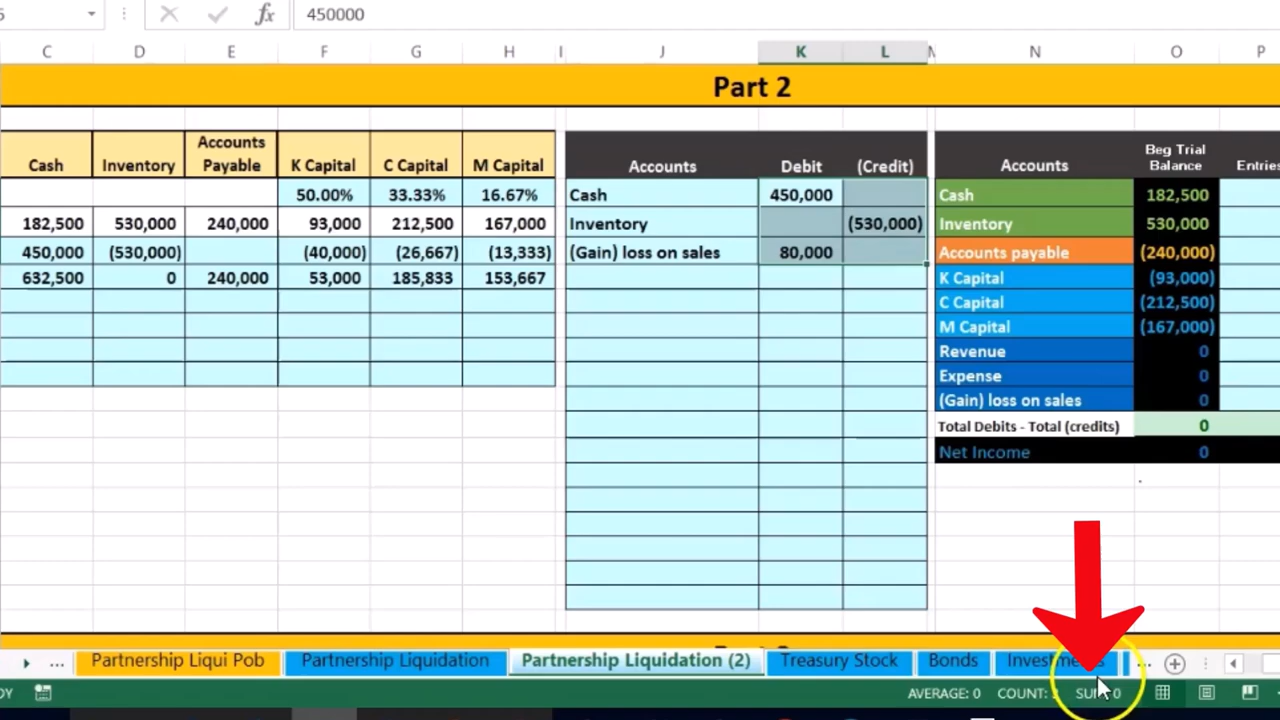 450000
C D E F G H I J K L M N O P
Part 2
Cash Inventory Accounts Payable K Capital C Capital M Capital Accounts Debit (Credit) Accounts Beg Trial Balance Entries
50.00% 33.33% 16.67% Cash 450,000 Cash 182,500
182,500 530,000 240,000 93,000 212,500 167,000 Inventory (530,000) Inventory 530,000
450,000 (530,000) (40,000) (26,667) (13,333) (Gain) loss on sales 80,000 Accounts payable (240,000)
632,500 0 240,000 53,000 185,833 153,667 K Capital (93,000)
C Capital (212,500)
M Capital (167,000)
Revenue 0
Expense 0
(Gain) loss on sales 0
Total Debits - Total (credits) 0
Net Income 0
... Partnership Liqui Pob Partnership Liquidation Partnership Liquidation (2) Treasury Stock Bonds ...
AVERAGE: 0 COUNT: 0